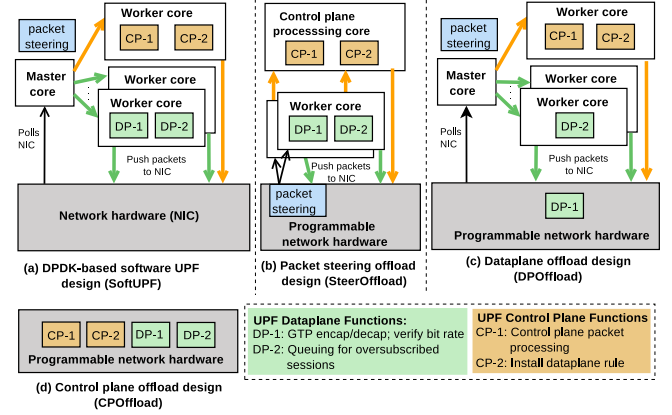 packet
steering
Worker core
CP-1
CP-2
Master
core
Worker core
Worker core
DP-1
DP-2
Polls
NIC
Push packets
to NIC
Network hardware (NIC)
(a) DPDK-based software UPF
design (SoftUPF)
Control plane
processsing core
CP-1
CP-2
Worker core
DP-1
DP-2
Push packets
to NIC
packet
steering
Programmable
network hardware
(b) Packet steering offload
design (SteerOffload)
packet
steering
Worker core
CP-1
CP-2
Master
core
Worker core
Worker core
DP-2
Polls
NIC
Push packets
to NIC
DP-1
Programmable network hardware
(c) Dataplane offload design
(DPOffload)
CP-1
CP-2
DP-1
DP-2
Programmable network hardware
(d) Control plane offload design
(CPOffload)
UPF Dataplane Functions:
DP-1: GTP encap/decap; verify bit rate
DP-2: Queuing for oversubscribed
sessions
UPF Control Plane Functions
CP-1: Control plane packet
processing
CP-2: Install dataplane rule